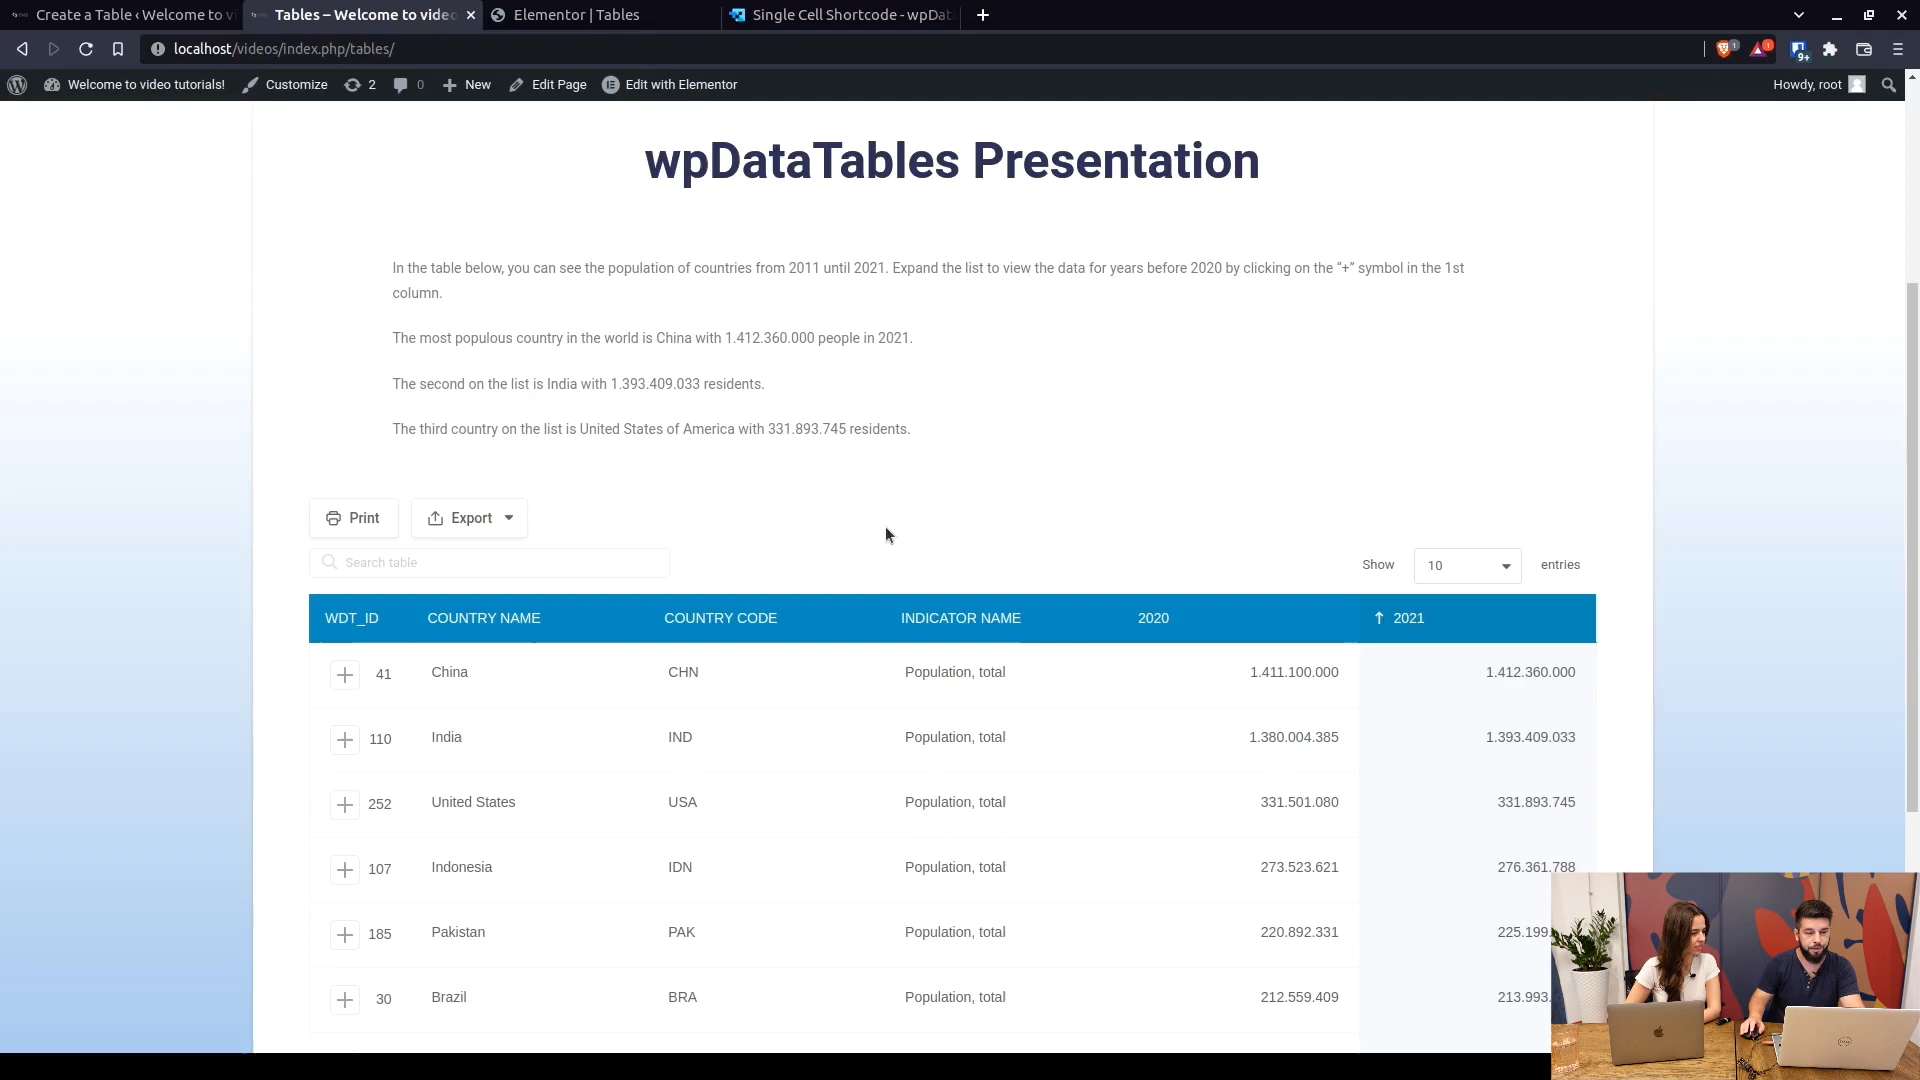 Create a Table ‹ Welcome to vi
Tables – Welcome to video
Elementor | Tables
Single Cell Shortcode - wpDat
localhost/videos/index.php/tables/
1
1
9+
Welcome to video tutorials!
Customize
2
0
New
Edit Page
Edit with Elementor
Howdy, root
wpDataTables Presentation
In the table below, you can see the population of countries from 2011 until 2021. Expand the list to view the data for years before 2020 by clicking on the “+” symbol in the 1st
column.
The most populous country in the world is China with 1.412.360.000 people in 2021.
The second on the list is India with 1.393.409.033 residents.
The third country on the list is United States of America with 331.893.745 residents.
Print
Export
Search table
Show 10 entries
WDT_ID COUNTRY NAME COUNTRY CODE INDICATOR NAME 2020 2021
41 China CHN Population, total 1.411.100.000 1.412.360.000
110 India IND Population, total 1.380.004.385 1.393.409.033
252 United States USA Population, total 331.501.080 331.893.745
107 Indonesia IDN Population, total 273.523.621 276.361.788
185 Pakistan PAK Population, total 220.892.331 225.199.
30 Brazil BRA Population, total 212.559.409 213.993.